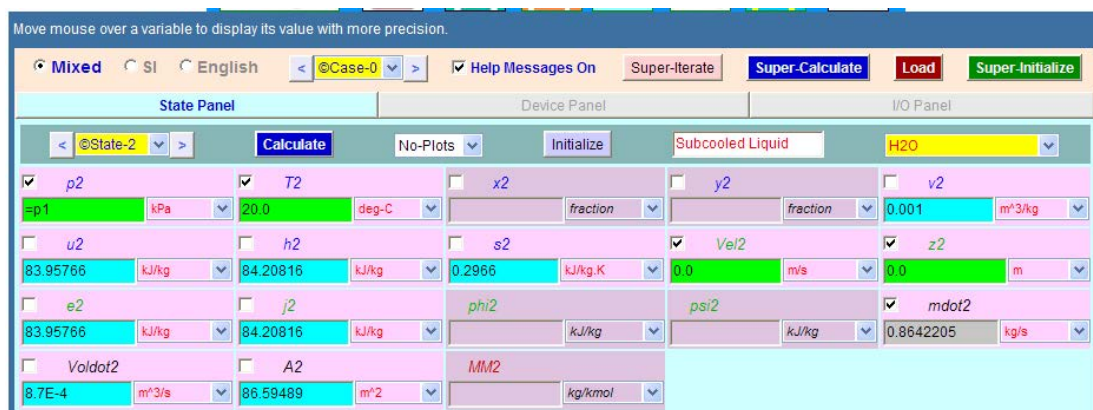 Move mouse over a variable to display its value with more precision.
Mixed SI English < ©Case-0 > Help Messages On Super-Iterate Super-Calculate Load Super-Initialize
State Panel Device Panel I/O Panel
< ©State-2 > Calculate No-Plots Initialize Subcooled Liquid H2O
p2 T2 x2 y2 v2
=p1 kPa 20.0 deg-C fraction fraction 0.001 m^3/kg
u2 h2 s2 Vel2 z2
83.95766 kJ/kg 84.20816 kJ/kg 0.2966 kJ/kg.K 0.0 m/s 0.0 m
e2 j2 phi2 psi2 mdot2
83.95766 kJ/kg 84.20816 kJ/kg kJ/kg kJ/kg 0.8642205 kg/s
Voldot2 A2 MM2
8.7E-4 m^3/s 86.59489 m^2 kg/kmol